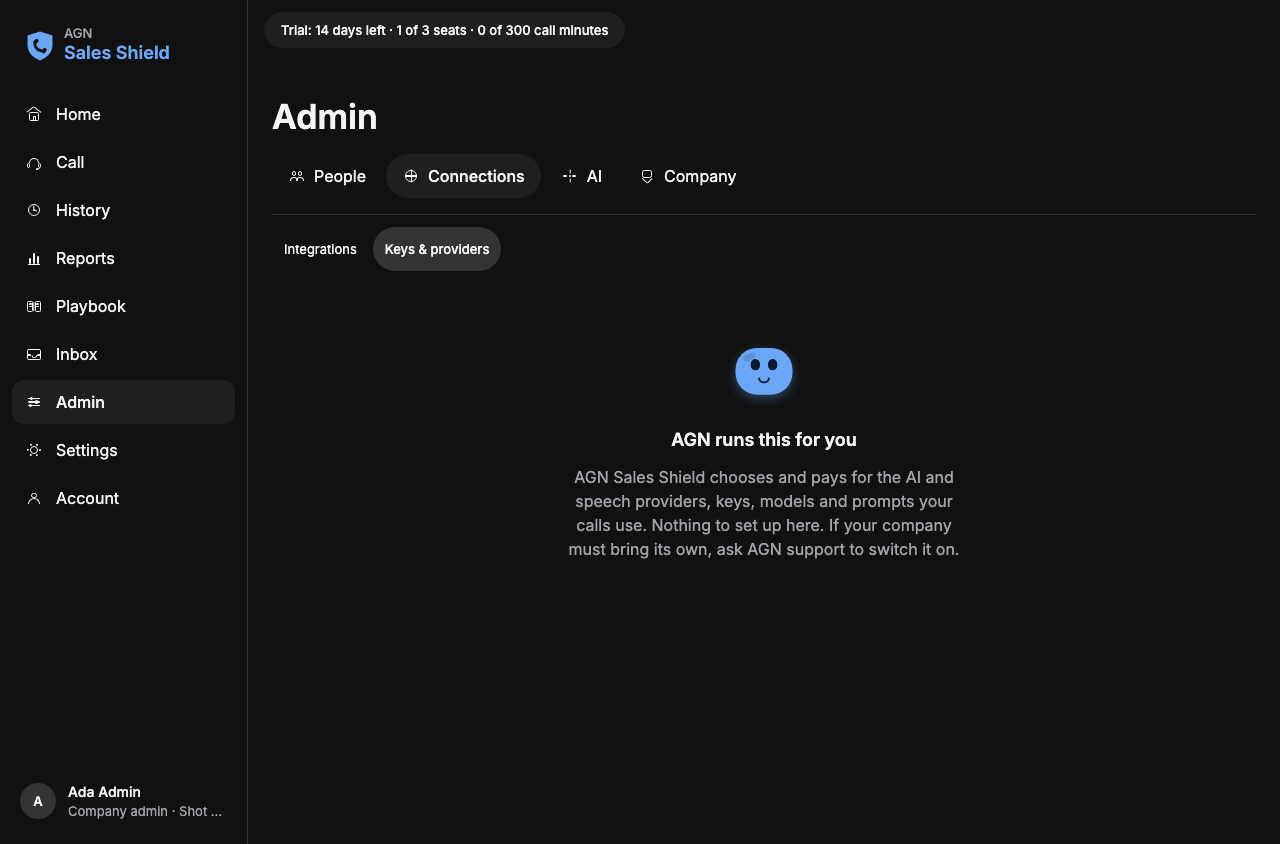 AGN
Sales Shield
Trial: 14 days left · 1 of 3 seats · 0 of 300 call minutes
Home
Call
History
Reports
Playbook
Inbox
Admin
Settings
Account
Admin
People
Connections
AI
Company
Integrations
Keys & providers
AGN runs this for you
AGN Sales Shield chooses and pays for the AI and
speech providers, keys, models and prompts your
calls use. Nothing to set up here. If your company
must bring its own, ask AGN support to switch it on.
A
Ada Admin
Company admin · Shot ...